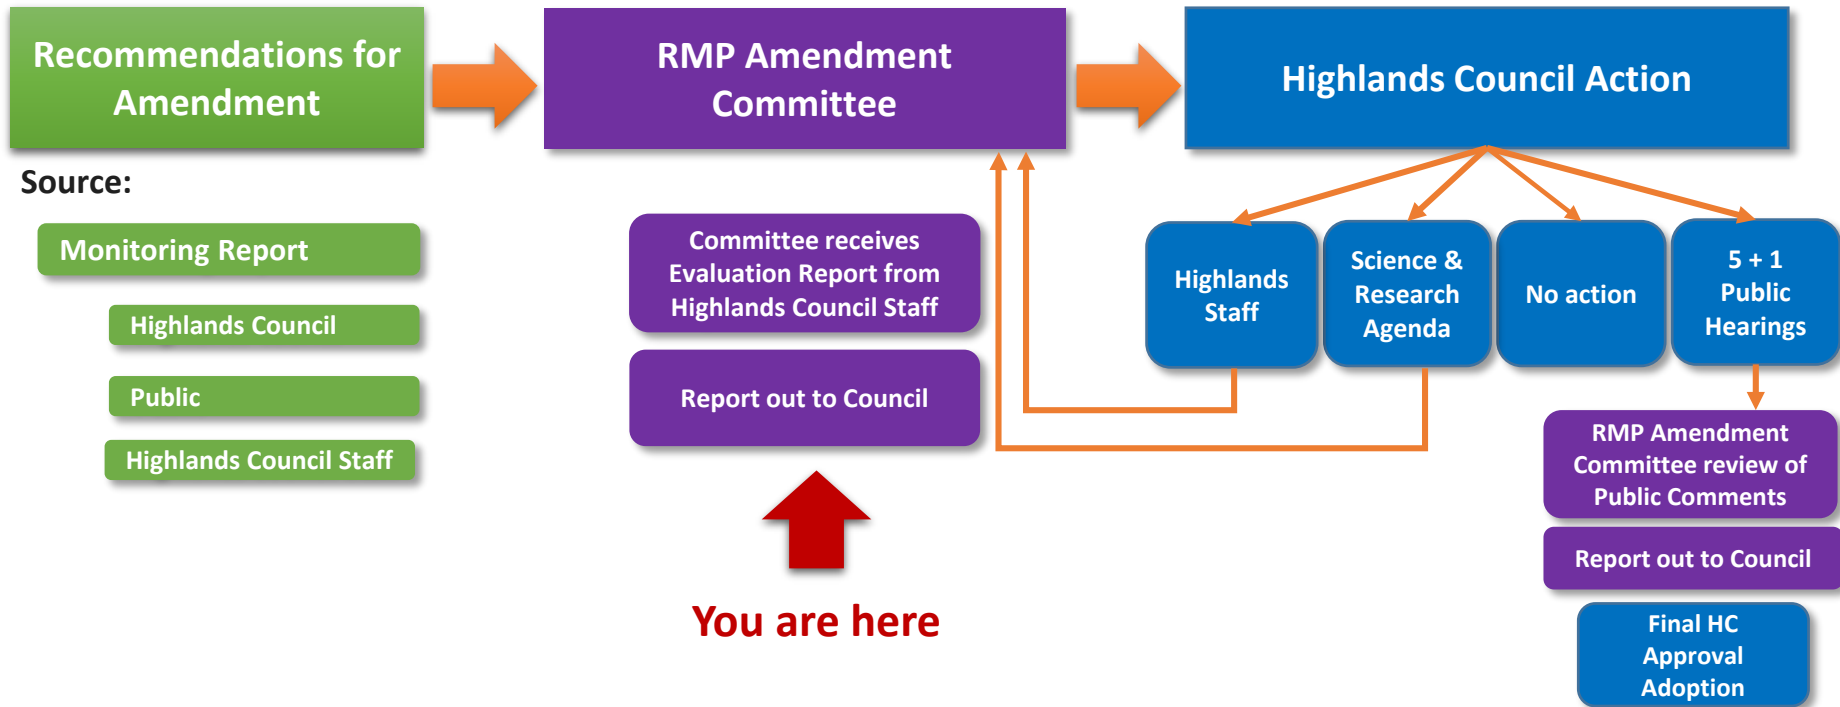 Recommendations for
Amendment
RMP Amendment
Committee
Highlands Council Action
Source:
Monitoring Report
Highlands Council
Public
Highlands Council Staff
Committee receives
Evaluation Report from
Highlands Council Staff
Report out to Council
You are here
Highlands
Staff
Science &
Research
Agenda
No action
5 + 1
Public
Hearings
RMP Amendment
Committee review of
Public Comments
Report out to Council
Final HC
Approval
Adoption